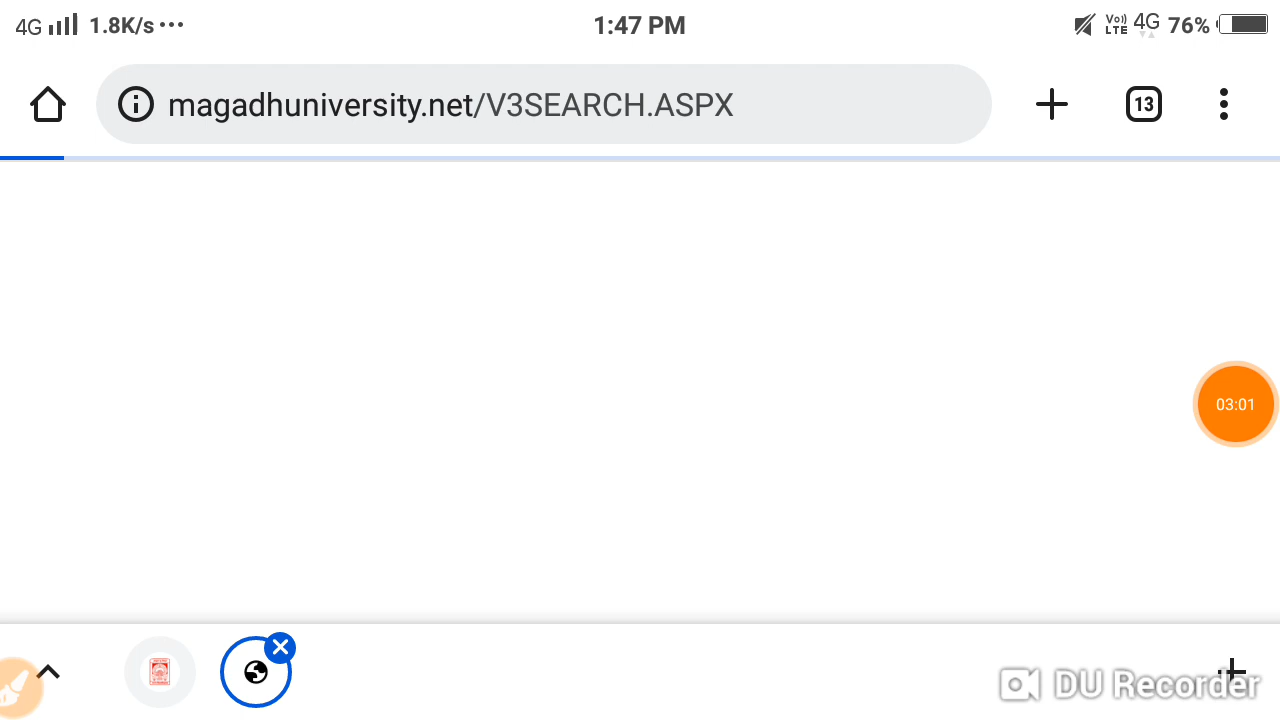 4G 1.8K/s ... 1:47 PM Vo) LTE 4G 76%
magadhuniversity.net/V3SEARCH.ASPX 13
03:01
DU Recorder